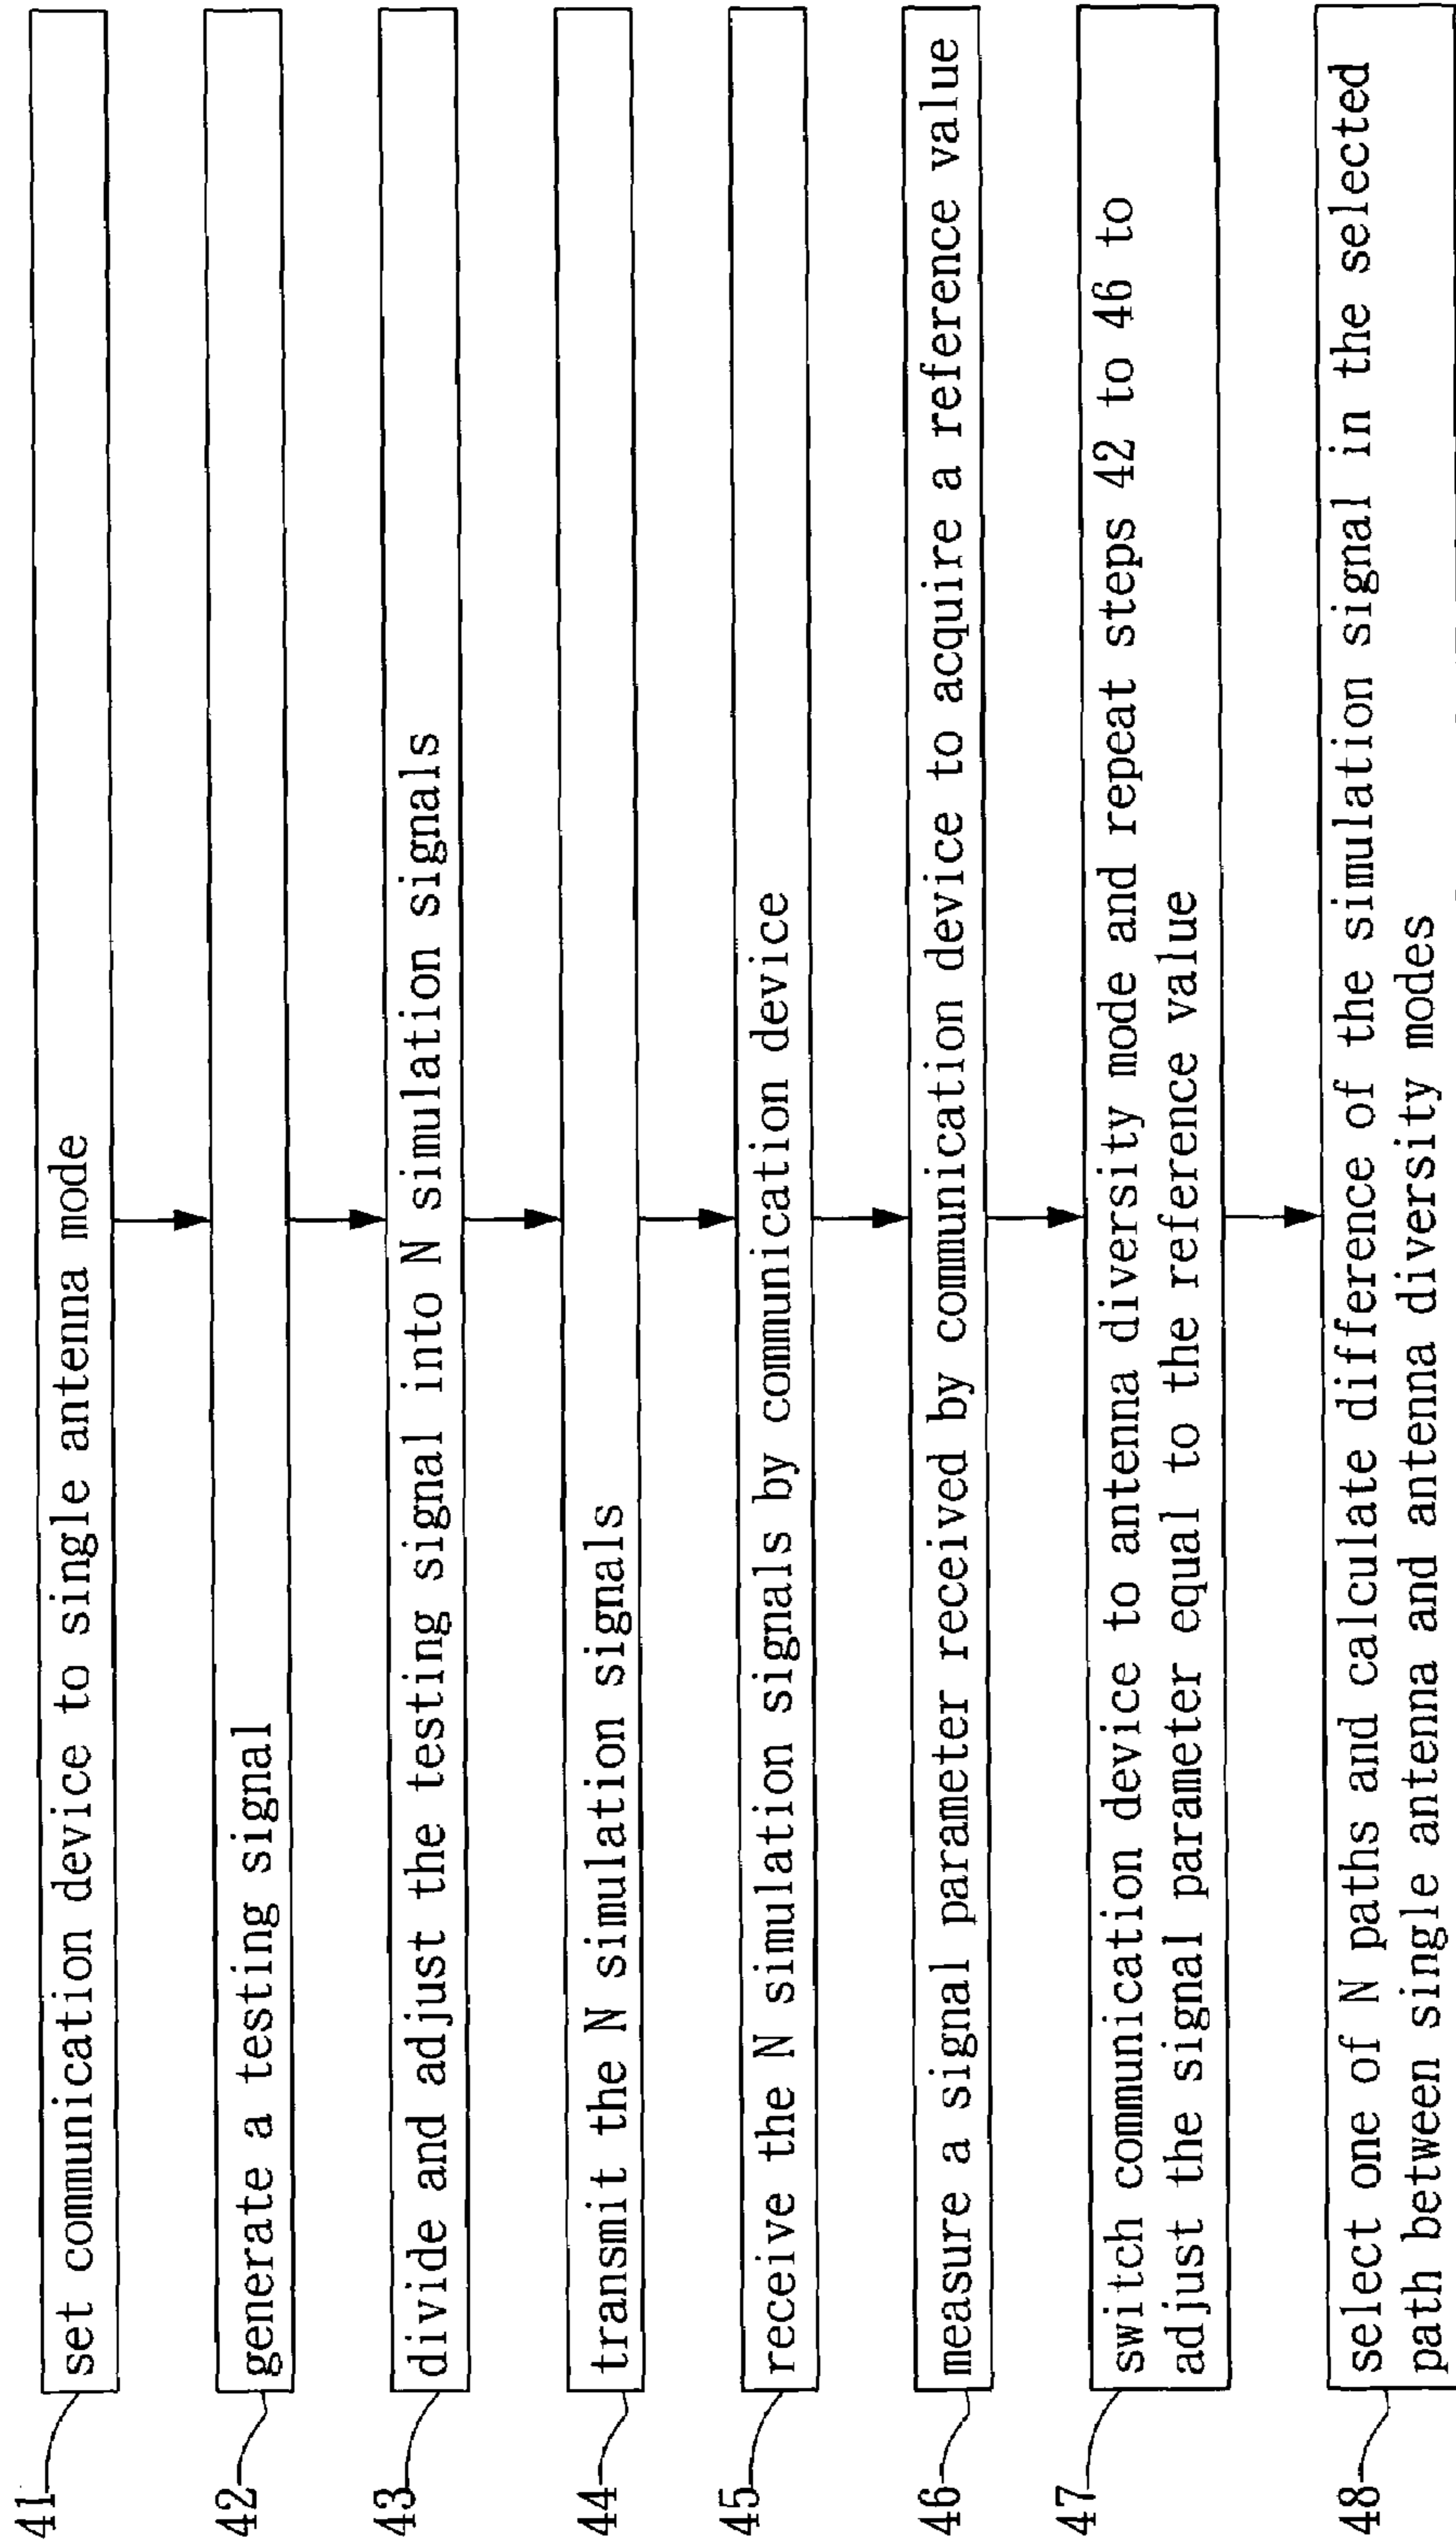 41
set communication device to single antenna mode
42
generate a testing signal
43
divide and adjust the testing signal into N simulation signals
44
transmit the N simulation signals
45
receive the N simulation signals by communication device
46
measure a signal parameter received by communication device to acquire a reference value
47
switch communication device to antenna diversity mode and repeat steps 42 to 46 to
adjust the signal parameter equal to the reference value
48
select one of N paths and calculate difference of the simulation signal in the selected
path between single antenna and antenna diversity modes